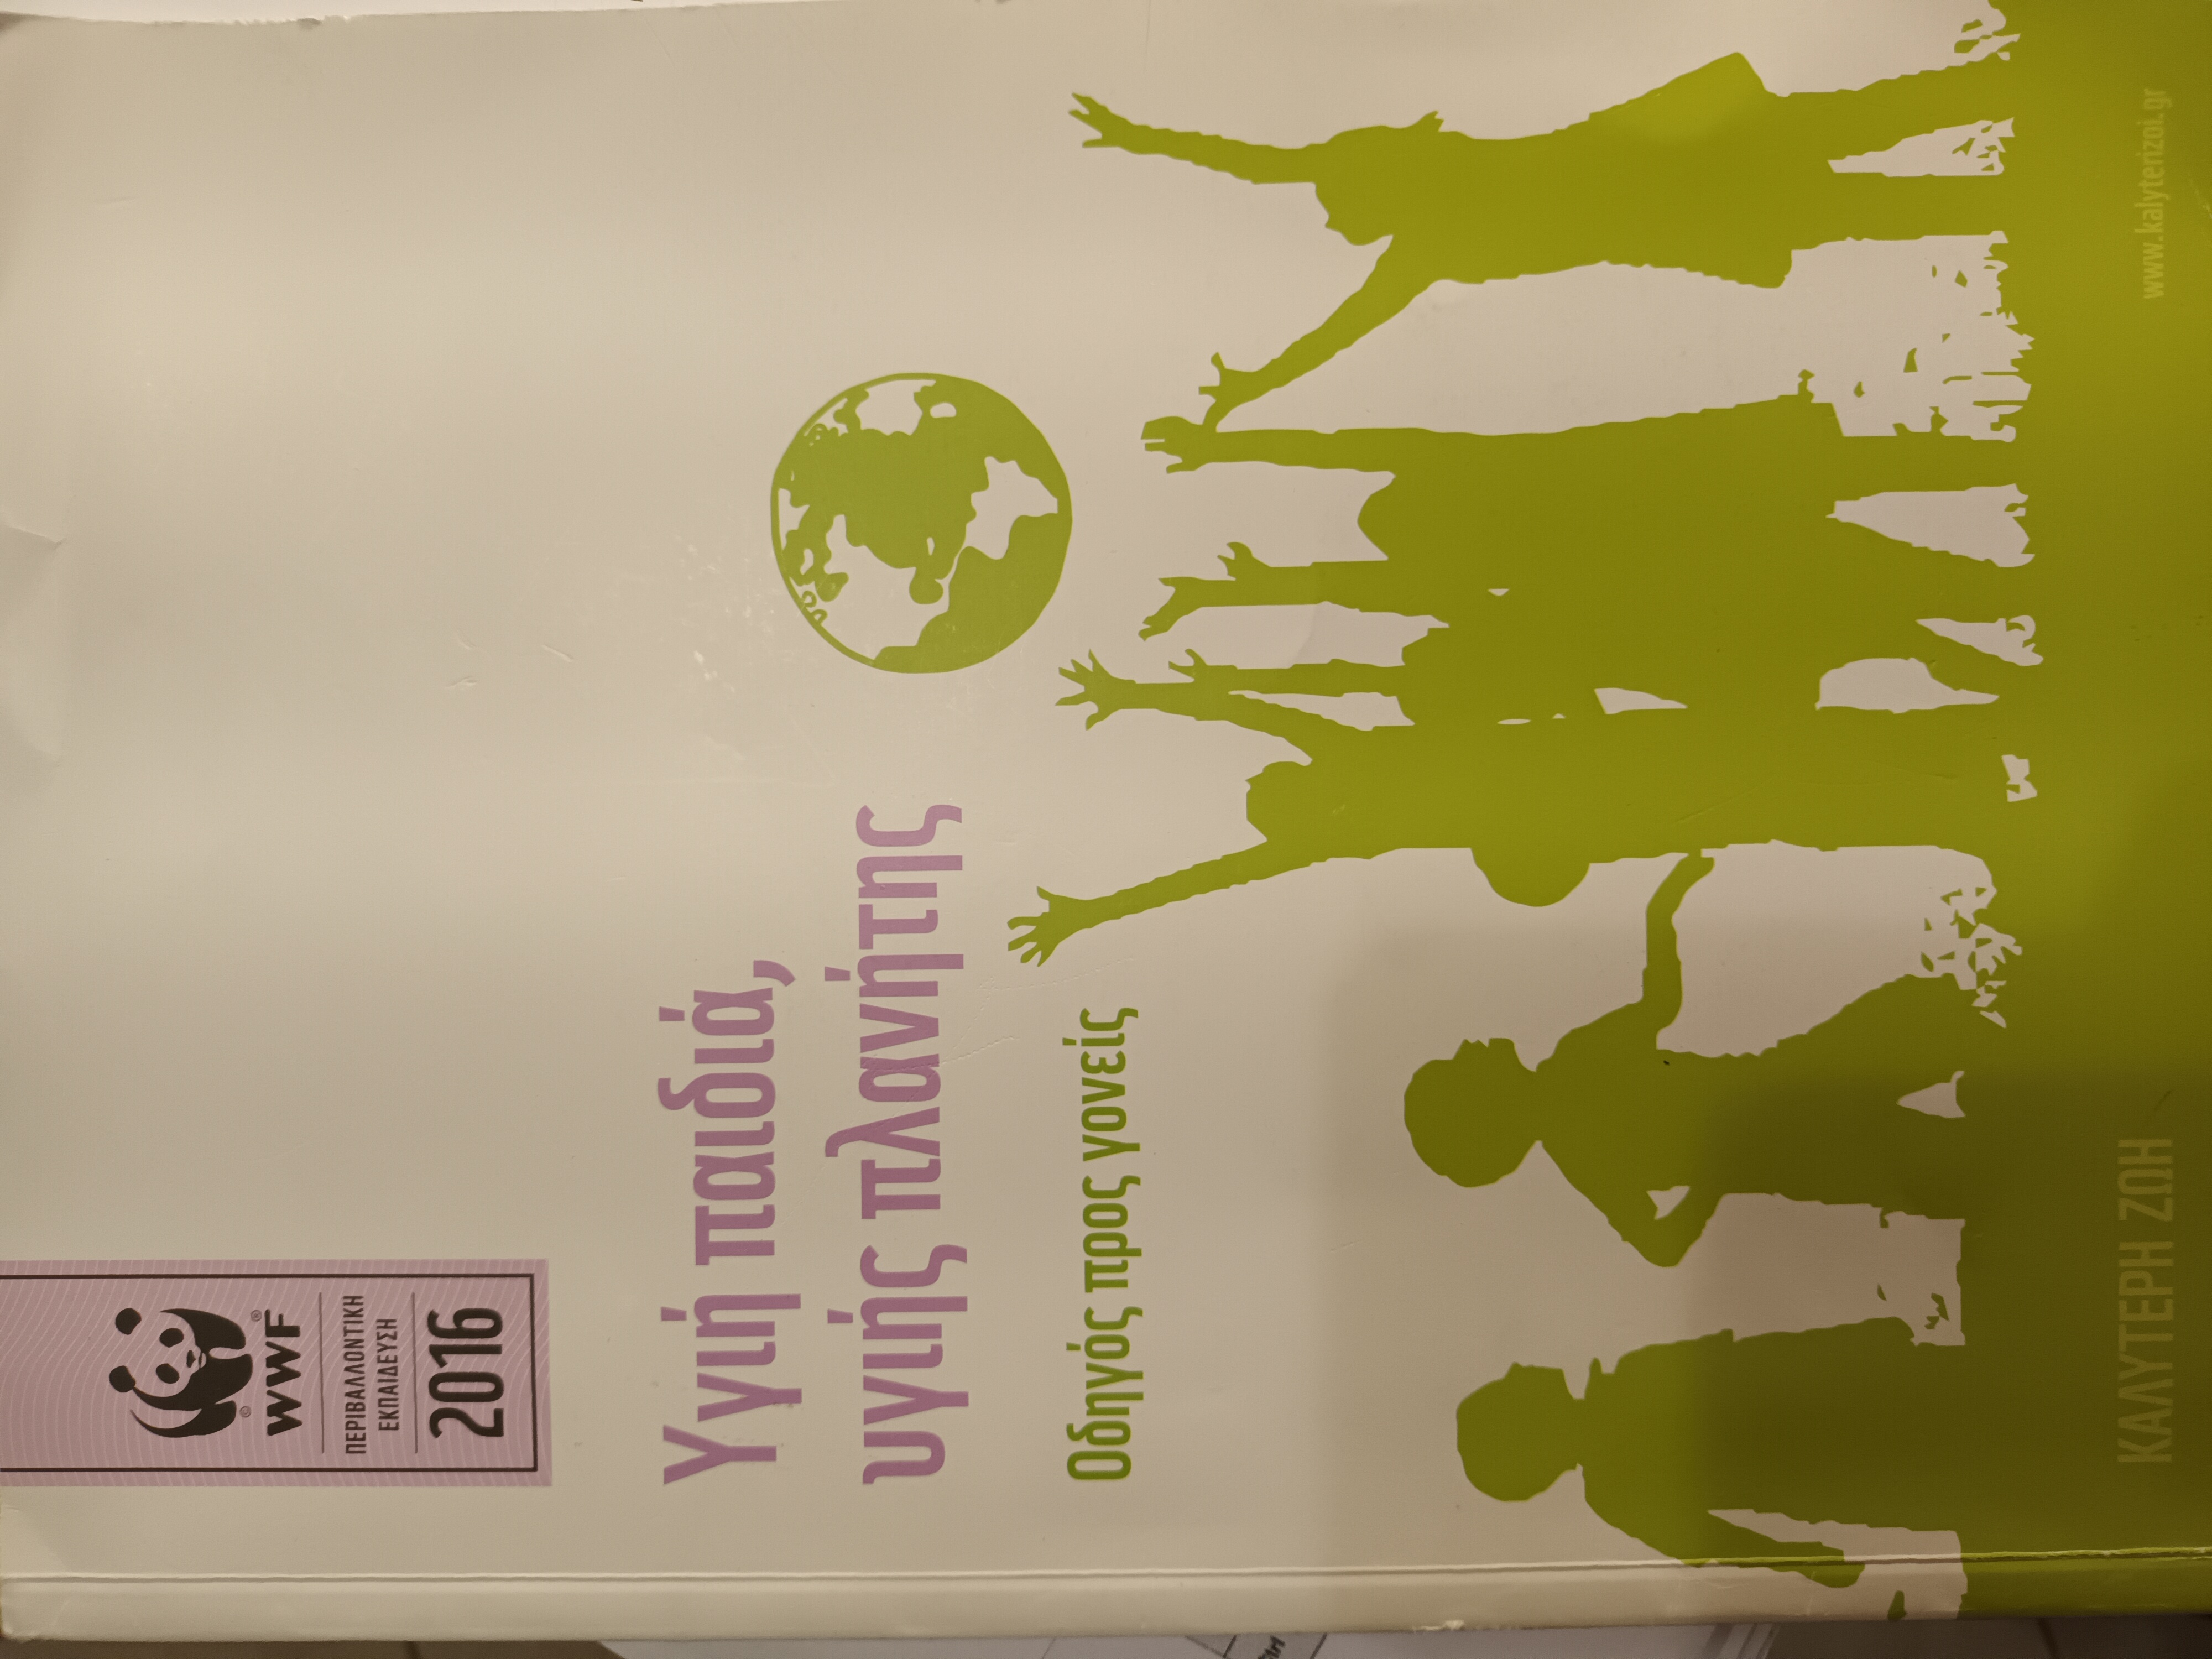 WWF
ΠΕΡΙΒΑΛΛΟΝΤΙΚΗ
ΕΚΠΑΙΔΕΥΣΗ
2016
Υγιή παιδιά,
υγιής πλανήτης
Οδηγός προς γονείς
ΚΑΛΥΤΕΡΗ ΖΩΗ
www.kalyterizoi.gr